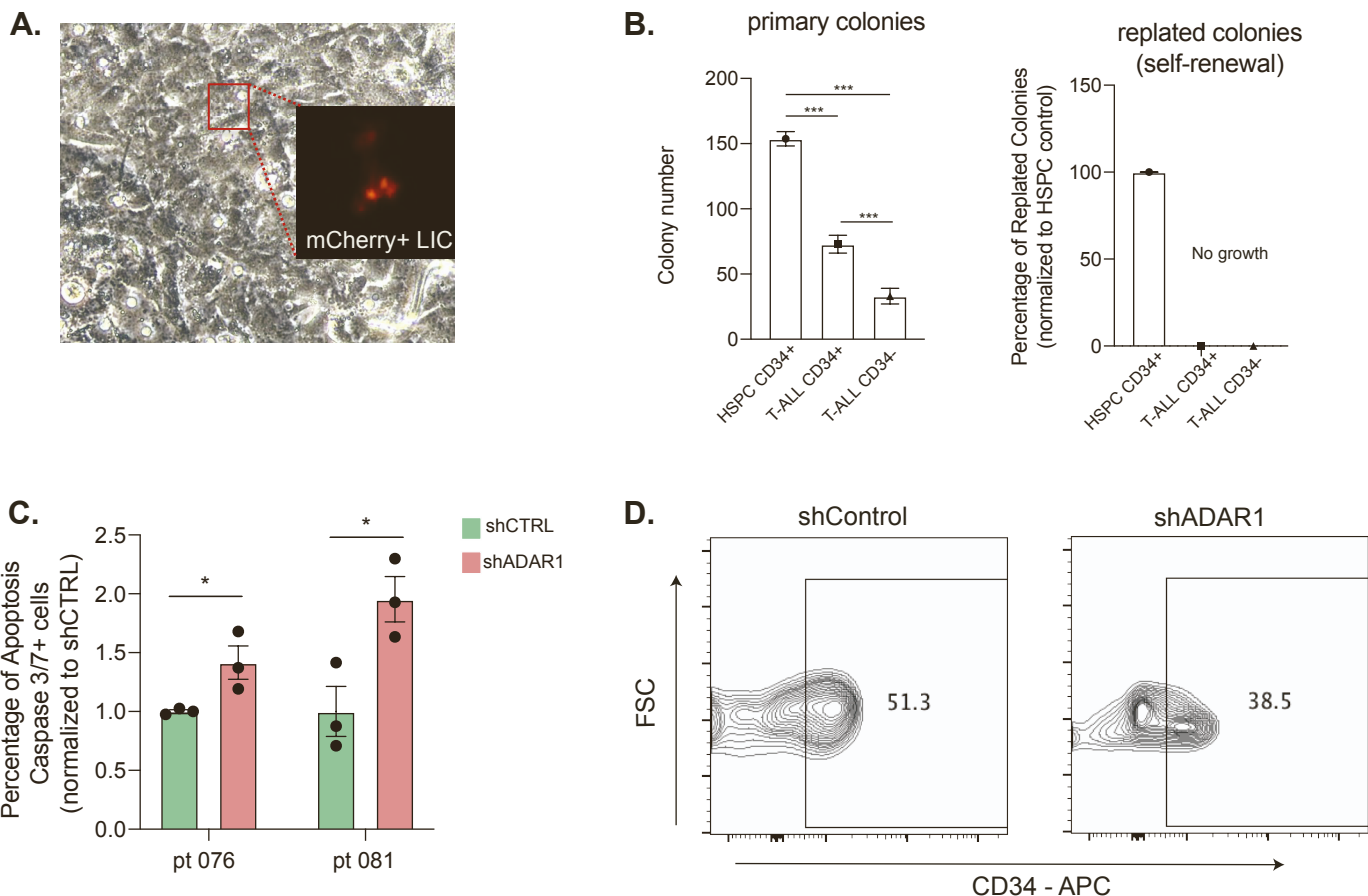 A.
mCherry+ LIC
B.
primary colonies
Colony number
200
150
100
50
0
***
***
***
HSPC CD34+
T-ALL CD34+
T-ALL CD34-
replated colonies
(self-renewal)
Percentage of Replated Colonies
(normalized to HSPC control)
150
100
50
0
No growth
HSPC CD34+
T-ALL CD34+
T-ALL CD34-
C.
Percentage of Apoptosis
Caspase 3/7+ cells
(normalized to shCTRL)
2.5
2.0
1.5
1.0
0.5
0.0
*
*
pt 076
pt 081
shCTRL
shADAR1
D.
shControl
shADAR1
FSC
51.3
38.5
CD34 - APC